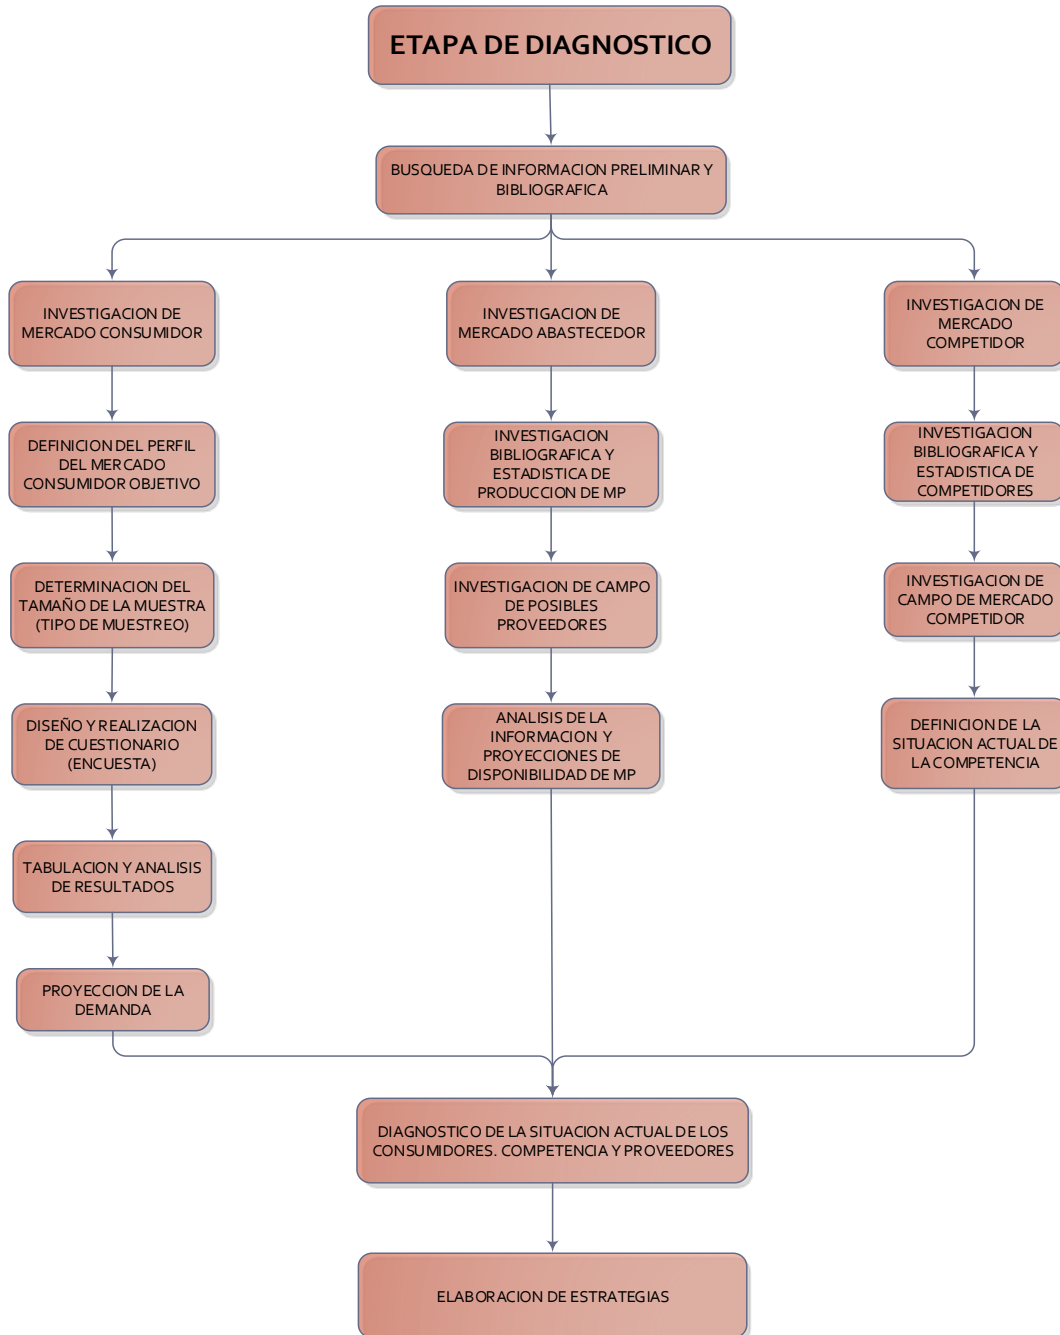 ETAPA DE DIAGNOSTICO
BUSQUEDA DE INFORMACION PRELIMINAR Y
BIBLIOGRAFICA
INVESTIGACION DE
MERCADO CONSUMIDOR
INVESTIGACION DE
MERCADO ABASTECEDOR
INVESTIGACION DE
MERCADO
COMPETIDOR
DEFINICION DEL PERFIL
DEL MERCADO
CONSUMIDOR OBJETIVO
INVESTIGACION
BIBLIOGRAFICA Y
ESTADISTICA DE
PRODUCCION DE MP
INVESTIGACION
BIBLIOGRAFICA Y
ESTADISTICA DE
COMPETIDORES
DETERMINACION DEL
TAMAÑO DE LA MUESTRA
(TIPO DE MUESTREO)
INVESTIGACION DE CAMPO
DE POSIBLES
PROVEEDORES
INVESTIGACION DE
CAMPO DE MERCADO
COMPETIDOR
DISEÑO Y REALIZACION
DE CUESTIONARIO
(ENCUESTA)
ANALISIS DE LA
INFORMACION Y
PROYECCIONES DE
DISPONIBILIDAD DE MP
DEFINICION DE LA
SITUACION ACTUAL DE
LA COMPETENCIA
TABULACION Y ANALISIS
DE RESULTADOS
PROYECCION DE LA
DEMANDA
DIAGNOSTICO DE LA SITUACION ACTUAL DE LOS
CONSUMIDORES. COMPETENCIA Y PROVEEDORES
ELABORACION DE ESTRATEGIAS